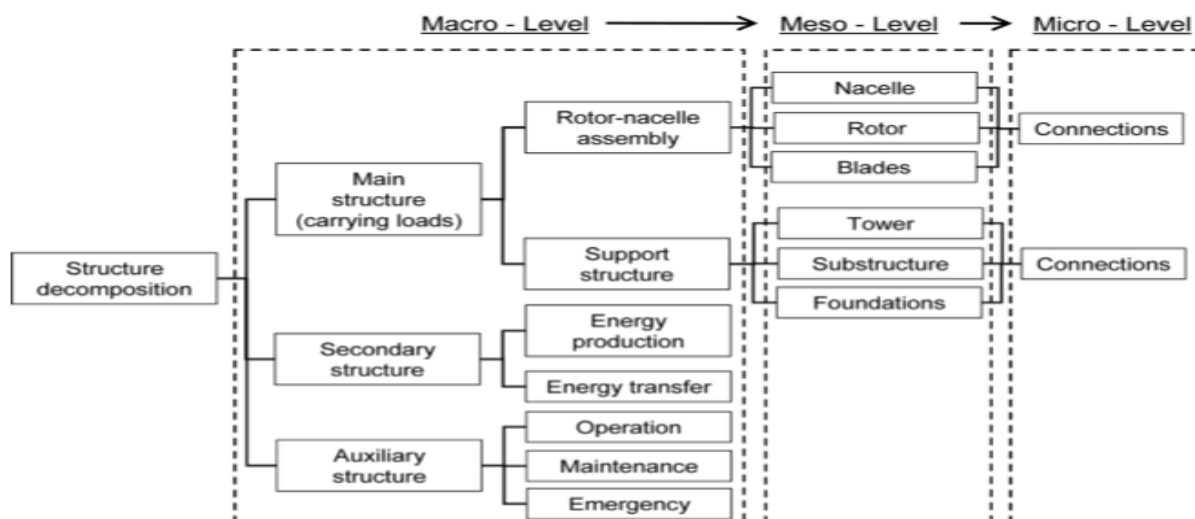 Macro - Level
Meso - Level
Micro - Level
Nacelle
Rotor-nacelle
assembly
Rotor
Connections
Blades
Main
structure
(carrying loads)
Tower
Support
structure
Substructure
Connections
Foundations
Structure
decomposition
Energy
production
Secondary
structure
Energy transfer
Operation
Auxiliary
structure
Maintenance
Emergency